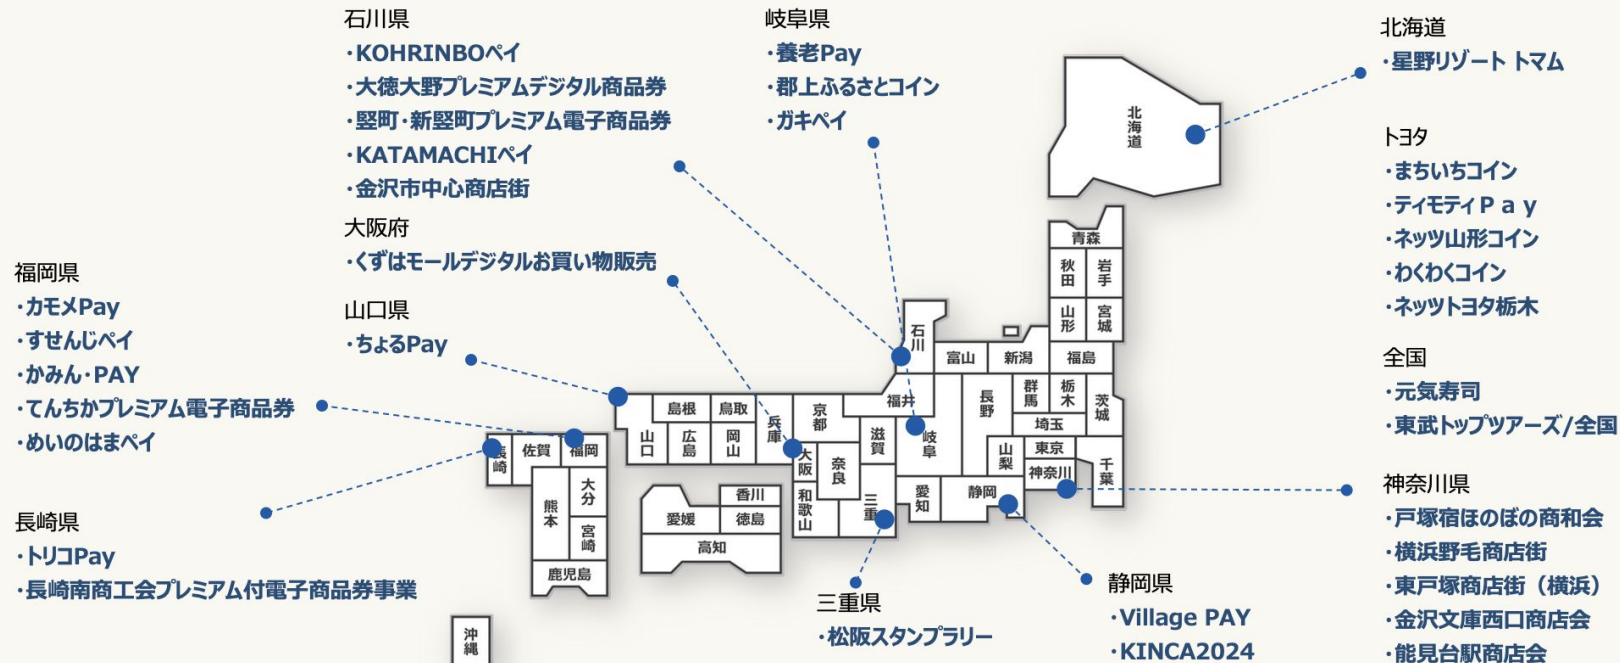 石川県
・KOHRINBOペイ
・大徳大野プレミアムデジタル商品券
・竪町・新竪町プレミアム電子商品券
・KATAMACHIペイ
・金沢市中心商店街
岐阜県
・養老Pay
・郡上ふるさとコイン
・ガキペイ
北海道
・星野リゾート トマム
トヨタ
・まちいちコイン
・ティモティPay
・ネッツ山形コイン
・わくわくコイン
・ネッツトヨタ栃木
全国
・元気寿司
・東武トップツアーズ/全国
大阪府
・くずはモールデジタルお買い物販売
山口県
・ちょるPay
福岡県
・カモメPay
・すせんじペイ
・かみん・PAY
・てんちかプレミアム電子商品券
・めいのはまペイ
長崎県
・トリコPay
・長崎南商工会プレミアム付電子商品券事業
三重県
・松阪スタンプラリー
静岡県
・Village PAY
・KINCA2024
神奈川県
・戸塚宿ほのぼの商和会
・横浜野毛商店街
・東戸塚商店街（横浜）
・金沢文庫西口商店会
・能見台駅商店会
北海道
青森
秋田
岩手
山形
宮城
福島
新潟
富山
石川
福井
岐阜
長野
群馬
栃木
茨城
埼玉
東京
神奈川
千葉
山梨
静岡
愛知
三重
滋賀
京都
奈良
大阪
和歌山
兵庫
鳥取
岡山
島根
広島
山口
香川
徳島
愛媛
高知
福岡
佐賀
長崎
大分
熊本
宮崎
鹿児島
沖縄